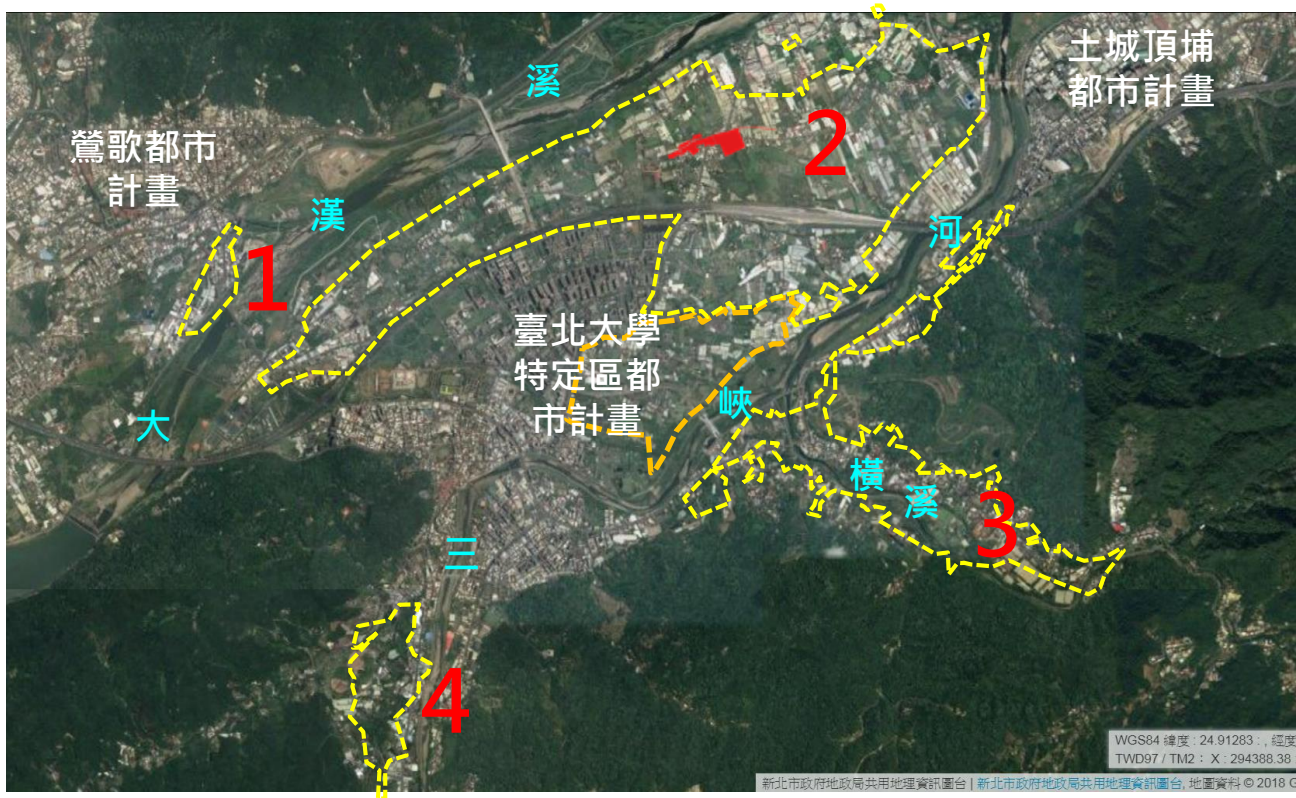 土城頂埔
都市計畫
溪
2
鶯歌都市
計畫
漢
河
1
臺北大學
特定區都
市計畫
峽
大
橫
溪
3
三
4
WGS84 緯度 : 24.91283 : , 經度
TWD97 / TM2 : X : 294388.38
新北市政府地政局共用地理資訊圖台 | 新北市政府地政局共用地理資訊圖台, 地圖資料 © 2018 G